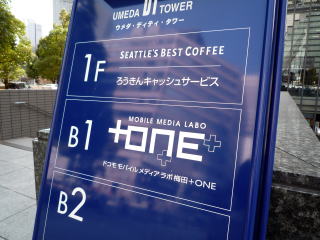 UMEDA DT TOWER
ウメダ・ディティ・タワー
1F
SEATTLE'S BEST COFFEE
ろうきんキャッシュサービス
B1
MOBILE MEDIA LABO
+ONE+
ドコモ モバイル メディア ラボ 梅田+ONE
B2